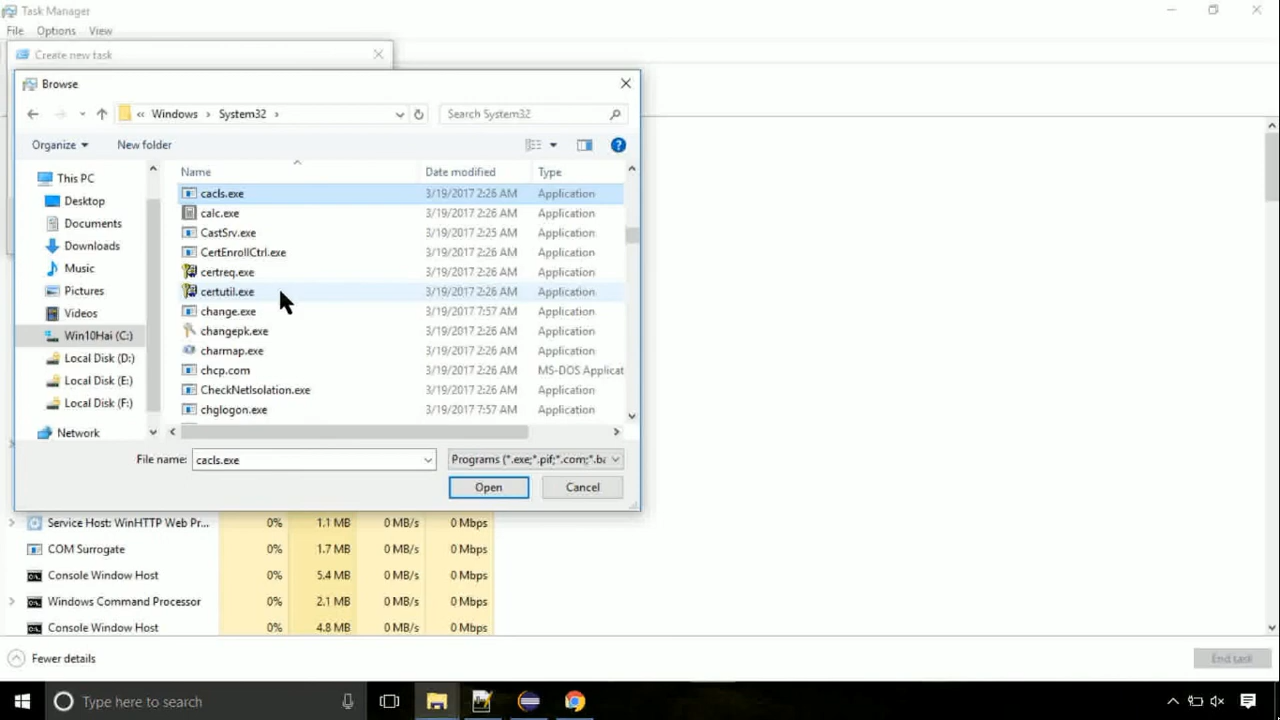 Task Manager
File Options View
Create new task
Browse
« Windows › System32 ›
Search System32
Organize New folder
Name Date modified Type
This PC
Desktop
Documents
Downloads
Music
Pictures
Videos
Win10Hai (C:)
Local Disk (D:)
Local Disk (E:)
Local Disk (F:)
Network
cacls.exe 3/19/2017 2:26 AM Application
calc.exe 3/19/2017 2:26 AM Application
CastSrv.exe 3/19/2017 2:25 AM Application
CertEnrollCtrl.exe 3/19/2017 2:26 AM Application
certreq.exe 3/19/2017 2:26 AM Application
certutil.exe 3/19/2017 2:26 AM Application
change.exe 3/19/2017 7:57 AM Application
changepk.exe 3/19/2017 2:26 AM Application
charmap.exe 3/19/2017 2:26 AM Application
chcp.com 3/19/2017 2:26 AM MS-DOS Applicat
CheckNetIsolation.exe 3/19/2017 2:26 AM Application
chglogon.exe 3/19/2017 7:57 AM Application
File name: cacls.exe Programs (*.exe;*.pif;*.com;*.ba
Open Cancel
Service Host: WinHTTP Web Pr... 0% 1.1 MB 0 MB/s 0 Mbps
COM Surrogate 0% 1.7 MB 0 MB/s 0 Mbps
Console Window Host 0% 5.4 MB 0 MB/s 0 Mbps
Windows Command Processor 0% 2.1 MB 0 MB/s 0 Mbps
Console Window Host 0% 4.8 MB 0 MB/s 0 Mbps
Fewer details End task
Type here to search